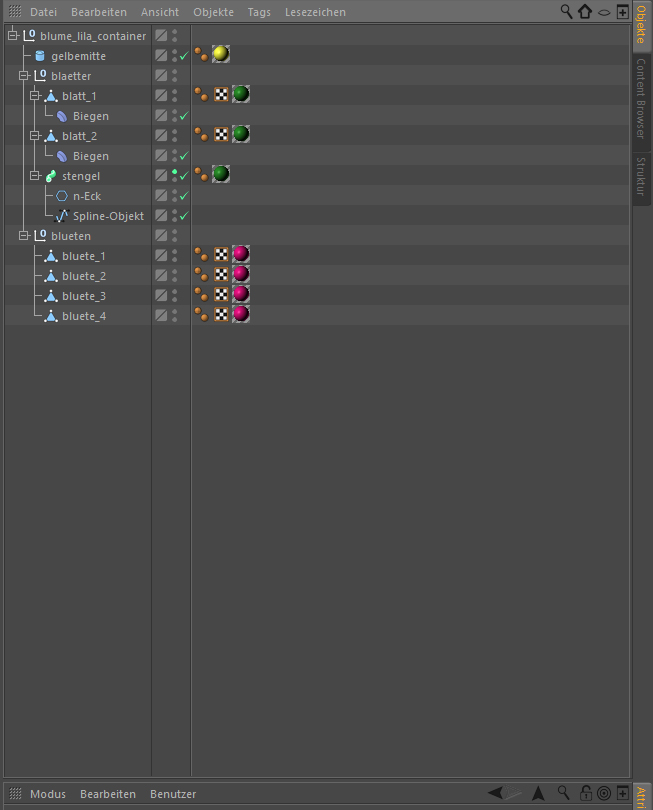 Datei Bearbeiten Ansicht Objekte Tags Lesezeichen
blume_lila_container
gelbemitte
blaetter
blatt_1
Biegen
blatt_2
Biegen
stengel
n-Eck
Spline-Objekt
blueten
bluete_1
bluete_2
bluete_3
bluete_4
Objekte
Content Browser
Struktur
Modus Bearbeiten Benutzer
Attri